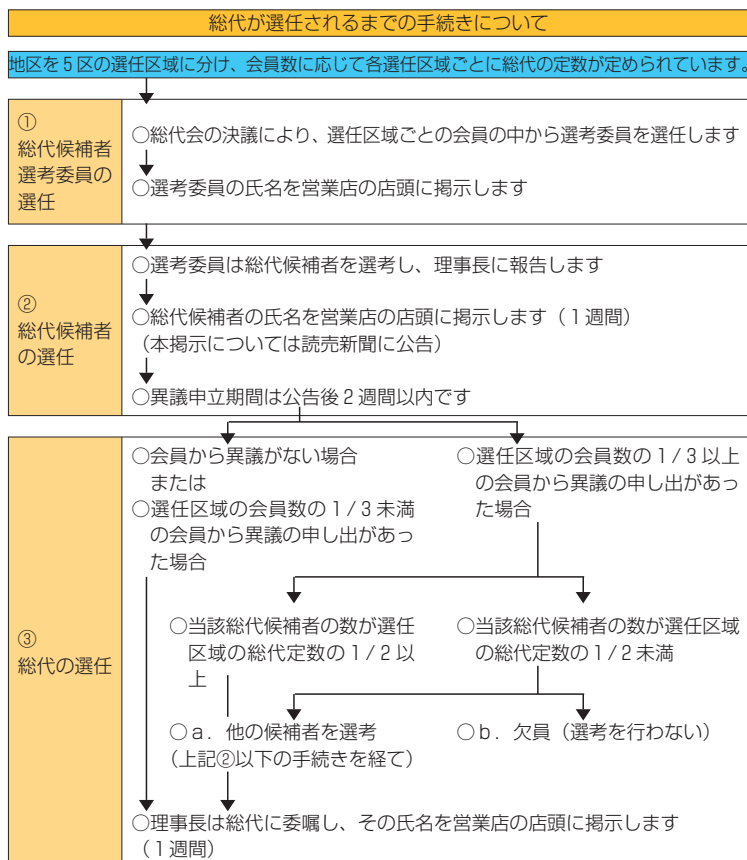 総代が選任されるまでの手続きについて
地区を5区の選任区域に分け、会員数に応じて各選任区域ごとに総代の定数が定められています。
①
総代候補者
選考委員の
選任
○総代会の決議により、選任区域ごとの会員の中から選考委員を選任します
○選考委員の氏名を営業店の店頭に掲示します
②
総代候補者
の選任
○選考委員は総代候補者を選考し、理事長に報告します
○総代候補者の氏名を営業店の店頭に掲示します（1週間）
（本掲示については読売新聞に公告）
○異議申立期間は公告後2週間以内です
③
総代の選任
○会員から異議がない場合
または
○選任区域の会員数の1/3未満
の会員から異議の申し出があっ
た場合
○選任区域の会員数の1/3以上
の会員から異議の申し出があっ
た場合
○当該総代候補者の数が選任
区域の総代定数の1/2以
上
○当該総代候補者の数が選任区域
の総代定数の1/2未満
○a．他の候補者を選考
（上記②以下の手続きを経て）
○b．欠員（選考を行わない）
○理事長は総代に委嘱し、その氏名を営業店の店頭に掲示します
（1週間）